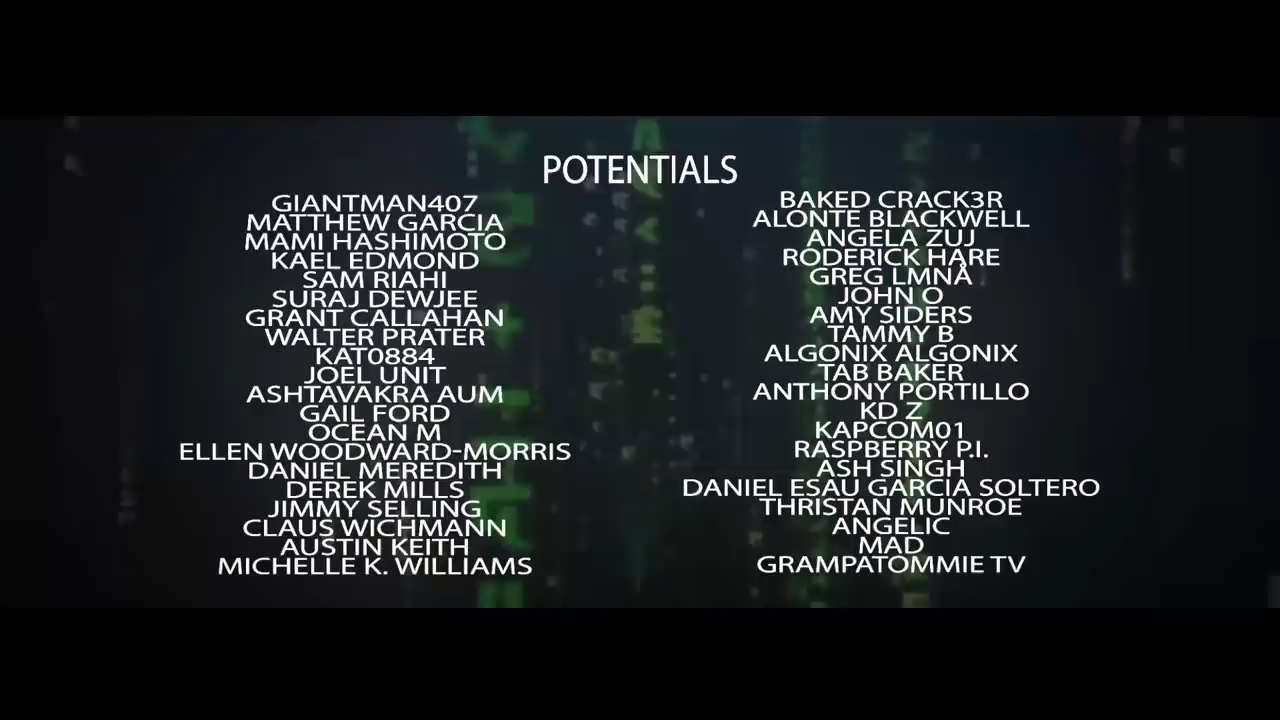 POTENTIALS
GIANTMAN407
MATTHEW GARCIA
MAMI HASHIMOTO
KAEL EDMOND
SAM RIAHI
SURAJ DEWJEE
GRANT CALLAHAN
WALTER PRATER
KAT0884
JOEL UNIT
ASHTAVAKRA AUM
GAIL FORD
OCEAN M
ELLEN WOODWARD-MORRIS
DANIEL MEREDITH
DEREK MILLS
JIMMY SELLING
CLAUS WICHMANN
AUSTIN KEITH
MICHELLE K. WILLIAMS
BAKED CRACK3R
ALONTE BLACKWELL
ANGELA ZUJ
RODERICK HARE
GREG LMNÅ
JOHN O
AMY SIDERS
TAMMY B
ALGONIX ALGONIX
TAB BAKER
ANTHONY PORTILLO
KD Z
KAPCOM01
RASPBERRY P.I.
ASH SINGH
DANIEL ESAU GARCIA SOLTERO
THRISTAN MUNROE
ANGELIC
MAD
GRAMPATOMMIE TV